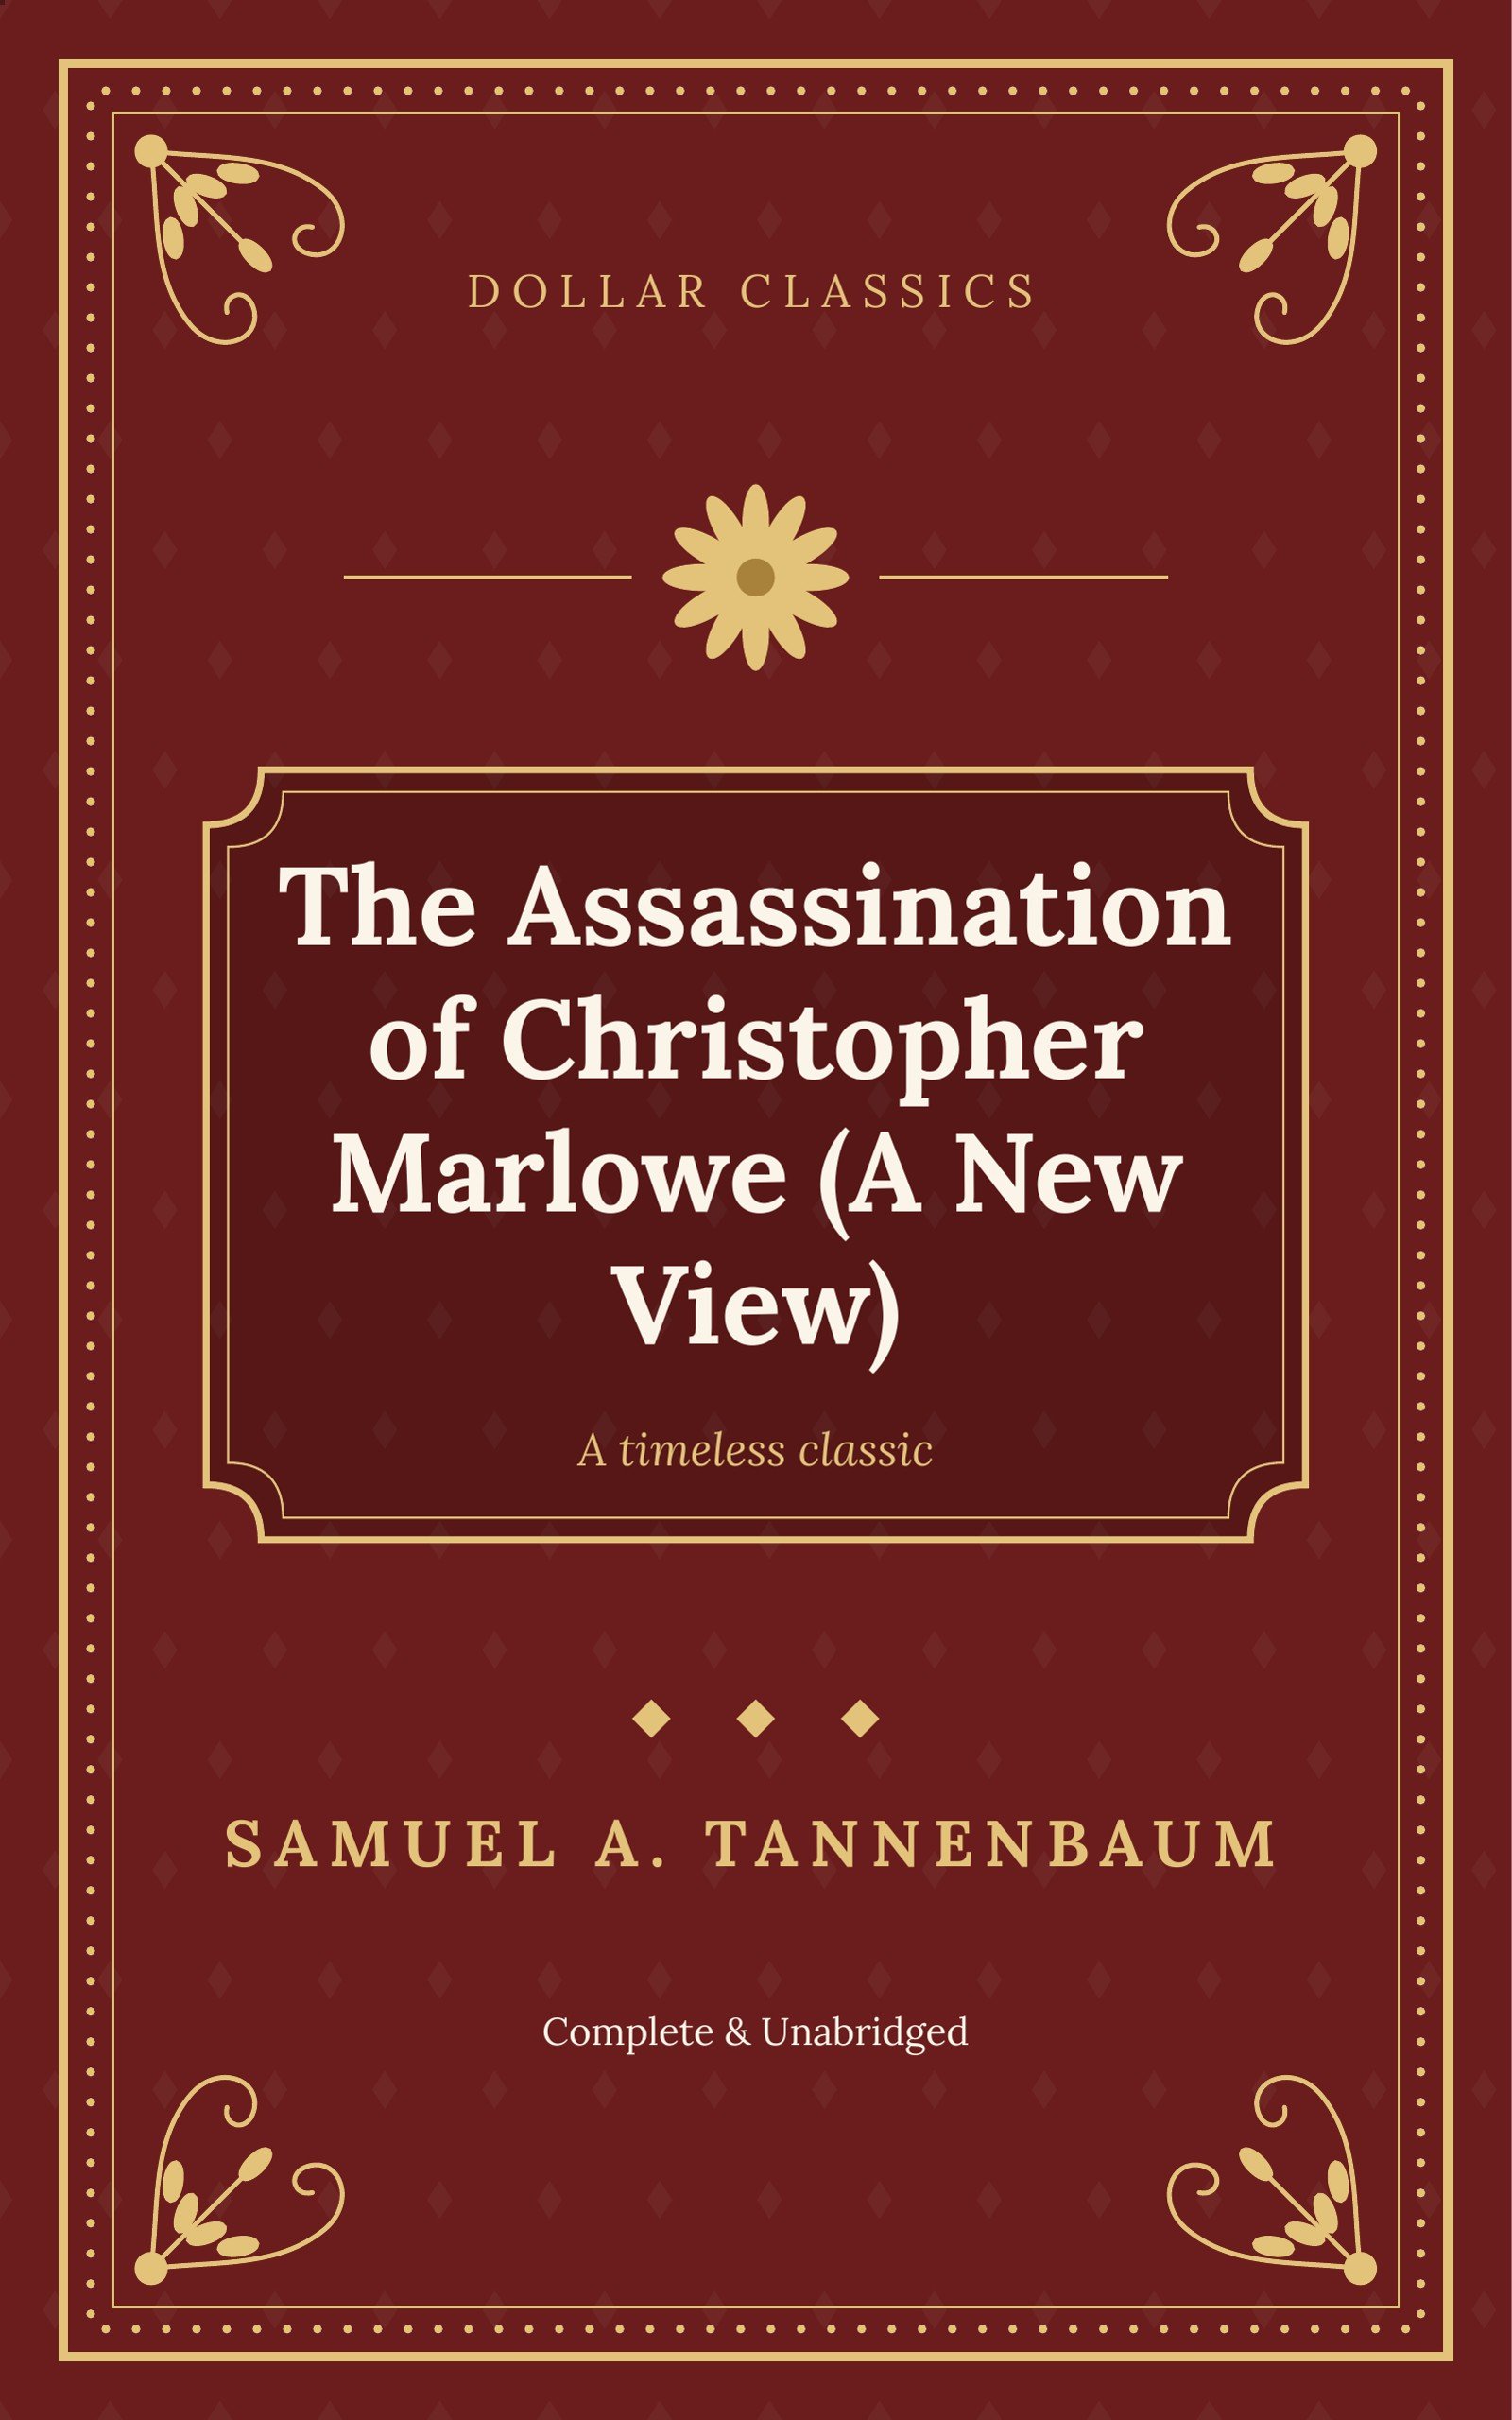 DOLLAR CLASSICS
The Assassination
of Christopher
Marlowe (A New
View)
A timeless classic
SAMUEL A. TANNENBAUM
Complete & Unabridged